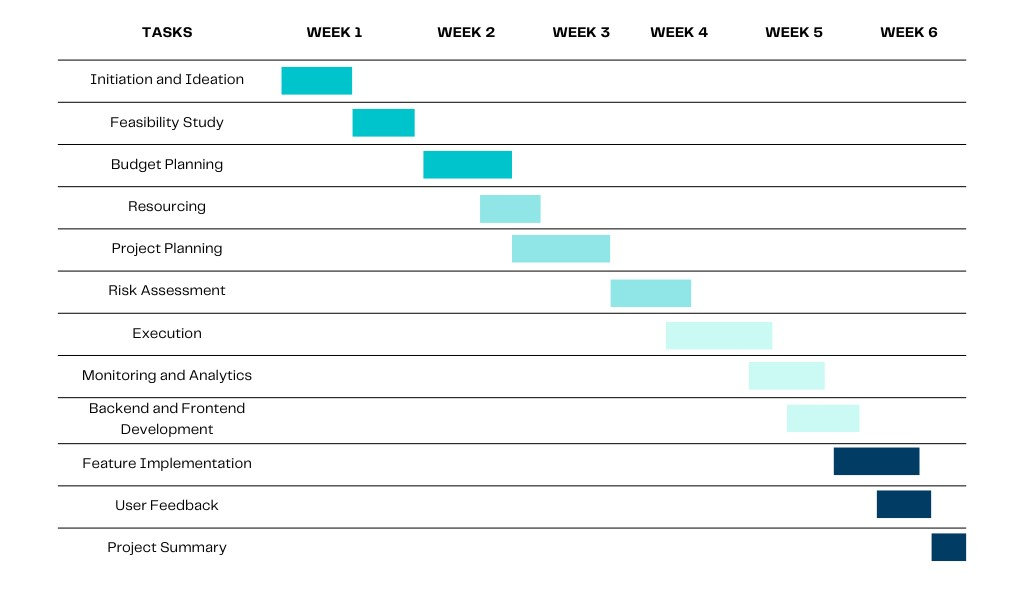 TASKS WEEK 1 WEEK 2 WEEK 3 WEEK 4 WEEK 5 WEEK 6
Initiation and Ideation
Feasibility Study
Budget Planning
Resourcing
Project Planning
Risk Assessment
Execution
Monitoring and Analytics
Backend and Frontend
Development
Feature Implementation
User Feedback
Project Summary